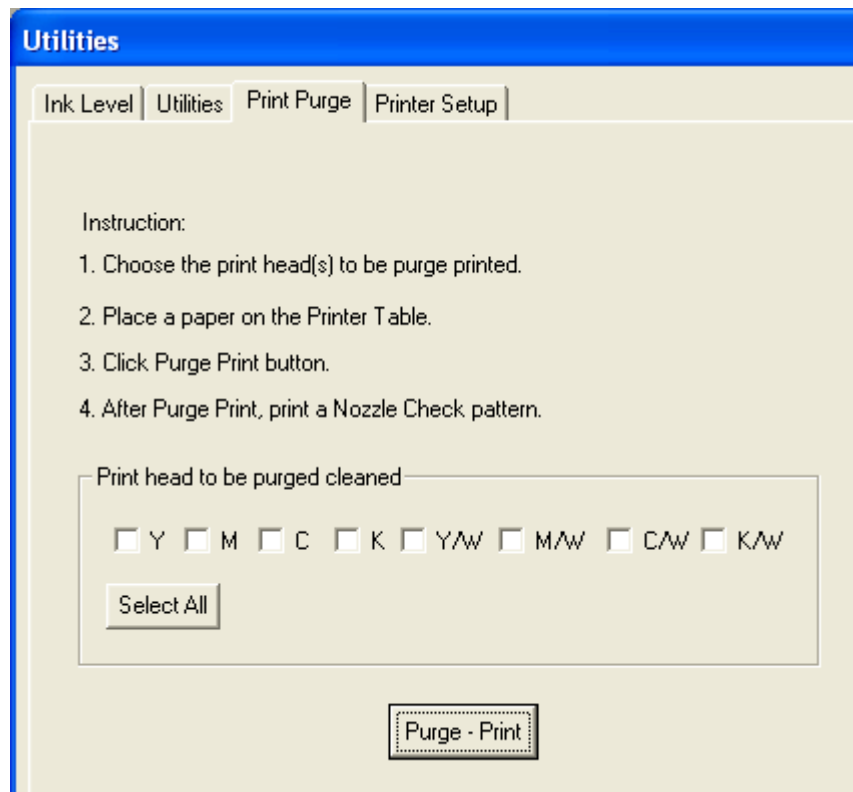 Utilities
Ink Level Utilities Print Purge Printer Setup
Instruction:
1. Choose the print head(s) to be purge printed.
2. Place a paper on the Printer Table.
3. Click Purge Print button.
4. After Purge Print, print a Nozzle Check pattern.
Print head to be purged cleaned
Y M C K Y/W M/W C/W K/W
Select All
Purge - Print